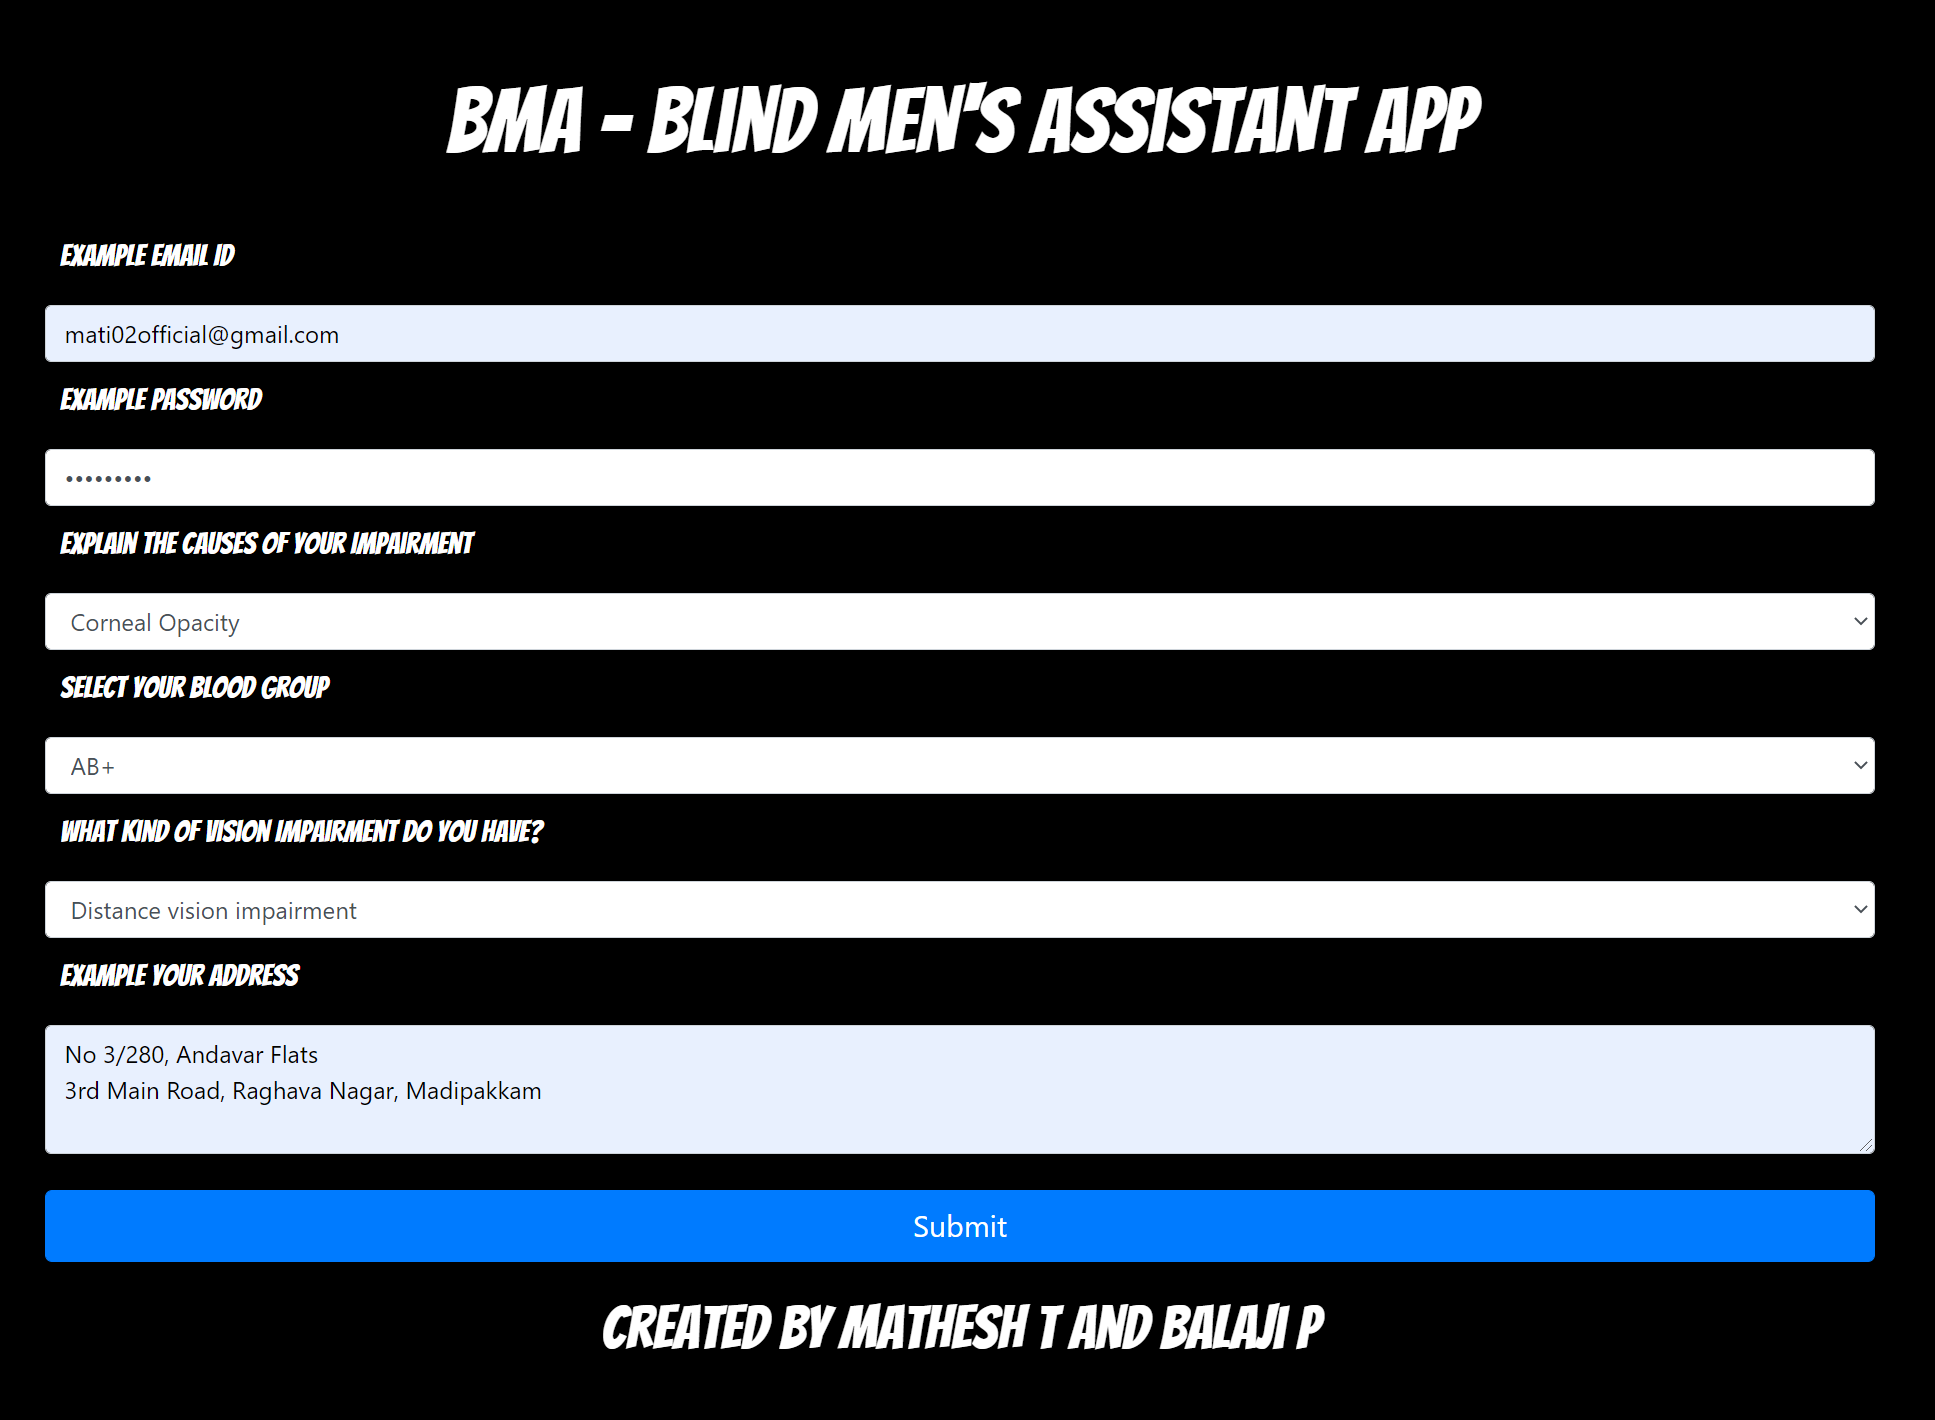 BMA - BLIND MEN'S ASSISTANT APP
EXAMPLE EMAIL ID
mati02official@gmail.com
EXAMPLE PASSWORD
•••••••••
EXPLAIN THE CAUSES OF YOUR IMPAIRMENT
Corneal Opacity
SELECT YOUR BLOOD GROUP
AB+
WHAT KIND OF VISION IMPAIRMENT DO YOU HAVE?
Distance vision impairment
EXAMPLE YOUR ADDRESS
No 3/280, Andavar Flats
3rd Main Road, Raghava Nagar, Madipakkam
Submit
CREATED BY MATHESH T AND BALAJI P